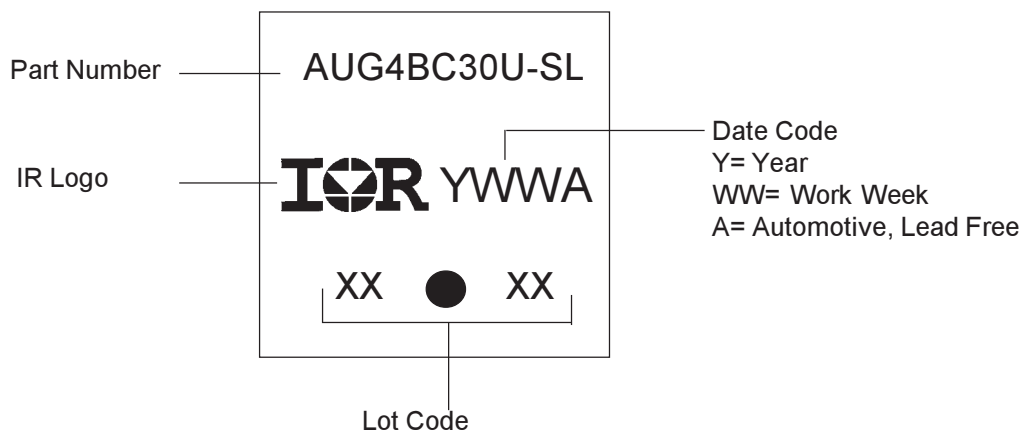 Part Number
AUG4BC30U-SL
IR Logo
IOR YWWA
Date Code
Y= Year
WW= Work Week
A= Automotive, Lead Free
XX ● XX
Lot Code